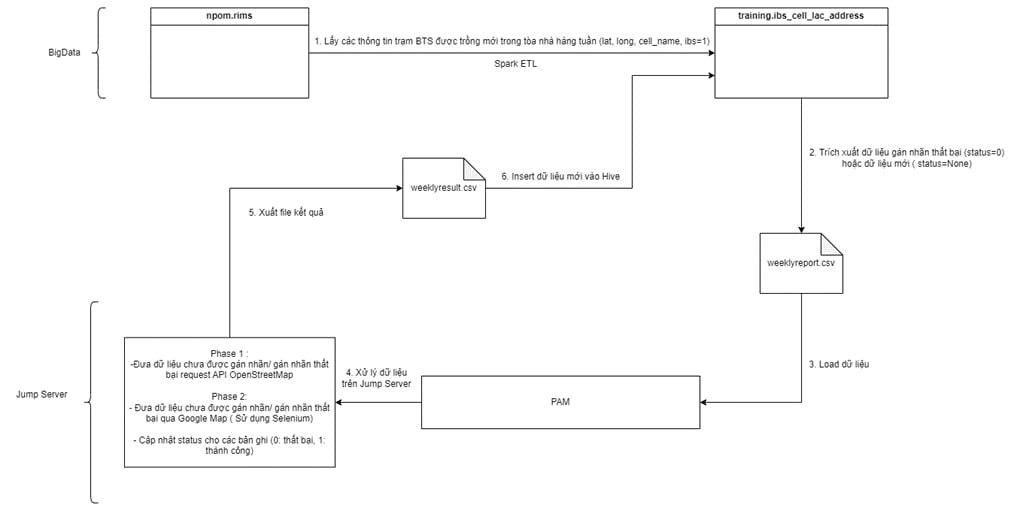 npom.rims
training.ibs_cell_lac_address
BigData
1. Lấy các thông tin trạm BTS được trồng mới trong tòa nhà hàng tuần (lat, long, cell_name, ibs=1)
Spark ETL
2. Trích xuất dữ liệu gán nhãn thất bại (status=0)
hoặc dữ liệu mới ( status=None)
weeklyresult.csv
6. Insert dữ liệu mới vào Hive
5. Xuất file kết quả
weeklyreport.csv
Phase 1 :
-Đưa dữ liệu chưa được gán nhãn/ gán nhãn thất
bại request API OpenStreetMap
Phase 2:
- Đưa dữ liệu chưa được gán nhãn/ gán nhãn thất
bại qua Google Map ( Sử dụng Selenium)
- Cập nhật status cho các bản ghi (0: thất bại, 1:
thành công)
4. Xử lý dữ liệu
trên Jump Server
3. Load dữ liệu
Jump Server
PAM